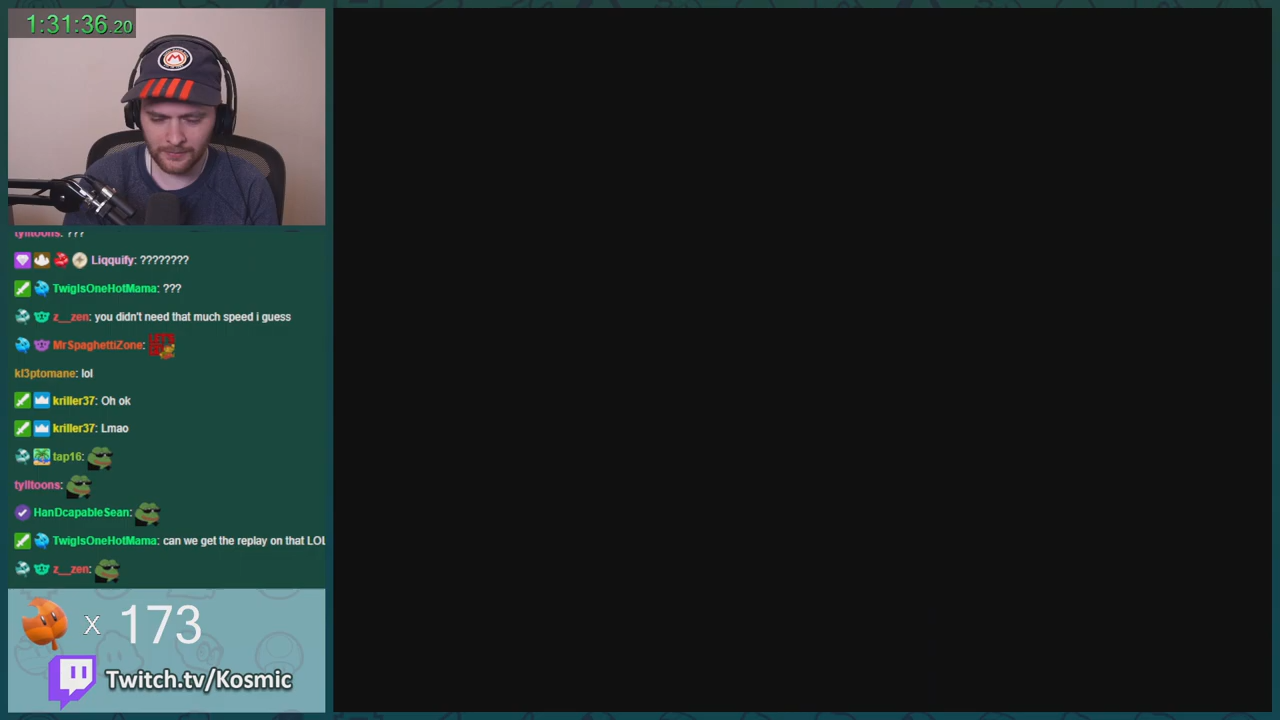 1:31:36.20
tylltoons: ???
Liqquify: ????????
TwigIsOneHotMama: ???
z__zen: you didn't need that much speed i guess
MrSpaghettiZone:
kl3ptomane: lol
kriller37: Oh ok
kriller37: Lmao
tap16:
tylltoons:
HanDcapableSean:
TwigIsOneHotMama: can we get the replay on that LOL
z__zen:
x 173
Twitch.tv/Kosmic